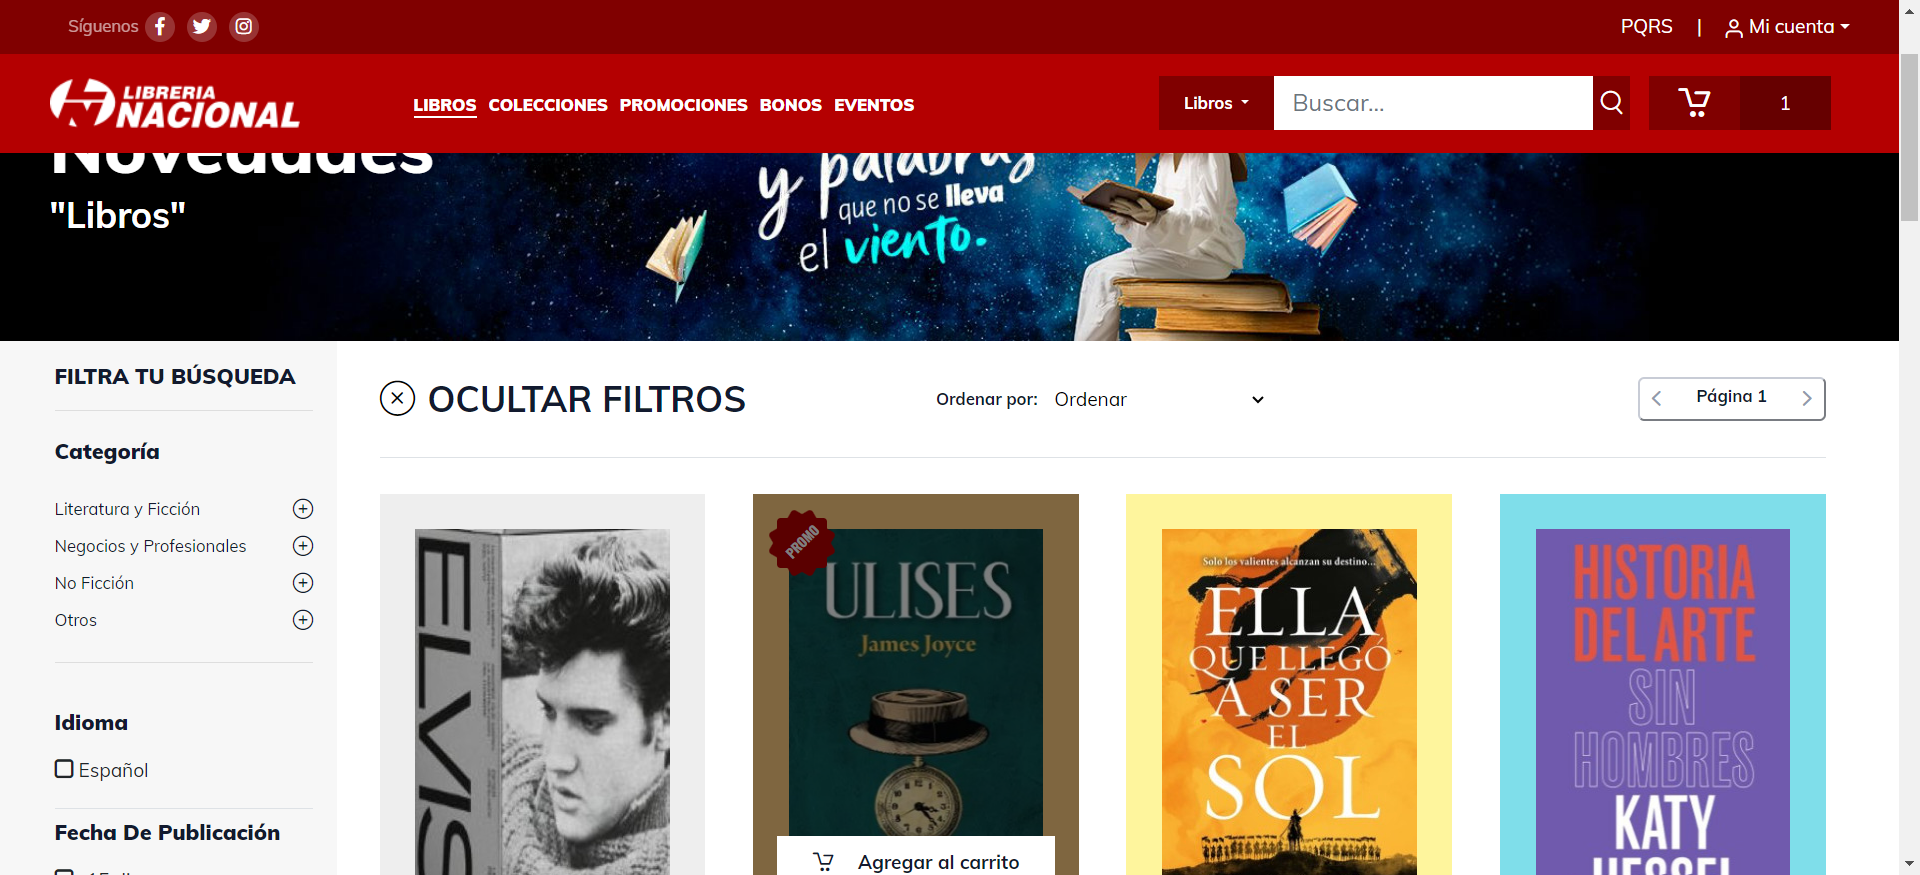 Síguenos
PQRS | Mi cuenta
LIBRERIA
NACIONAL
LIBROS COLECCIONES PROMOCIONES BONOS EVENTOS
Libros
Buscar...
1
Novedades
"Libros"
y palabras
que no se lleva
el viento.
FILTRA TU BÚSQUEDA
Categoría
Literatura y Ficción
Negocios y Profesionales
No Ficción
Otros
Idioma
Español
Fecha De Publicación
OCULTAR FILTROS
Ordenar por: Ordenar
Página 1
ELVIS
PROMO
ULISES
James Joyce
Agregar al carrito
Solo los valientes alcanzan su destino...
ELLA
QUE LLEGÓ
A SER
EL
SOL
HISTORIA
DEL ARTE
SIN
HOMBRES
KATY
HESSEL